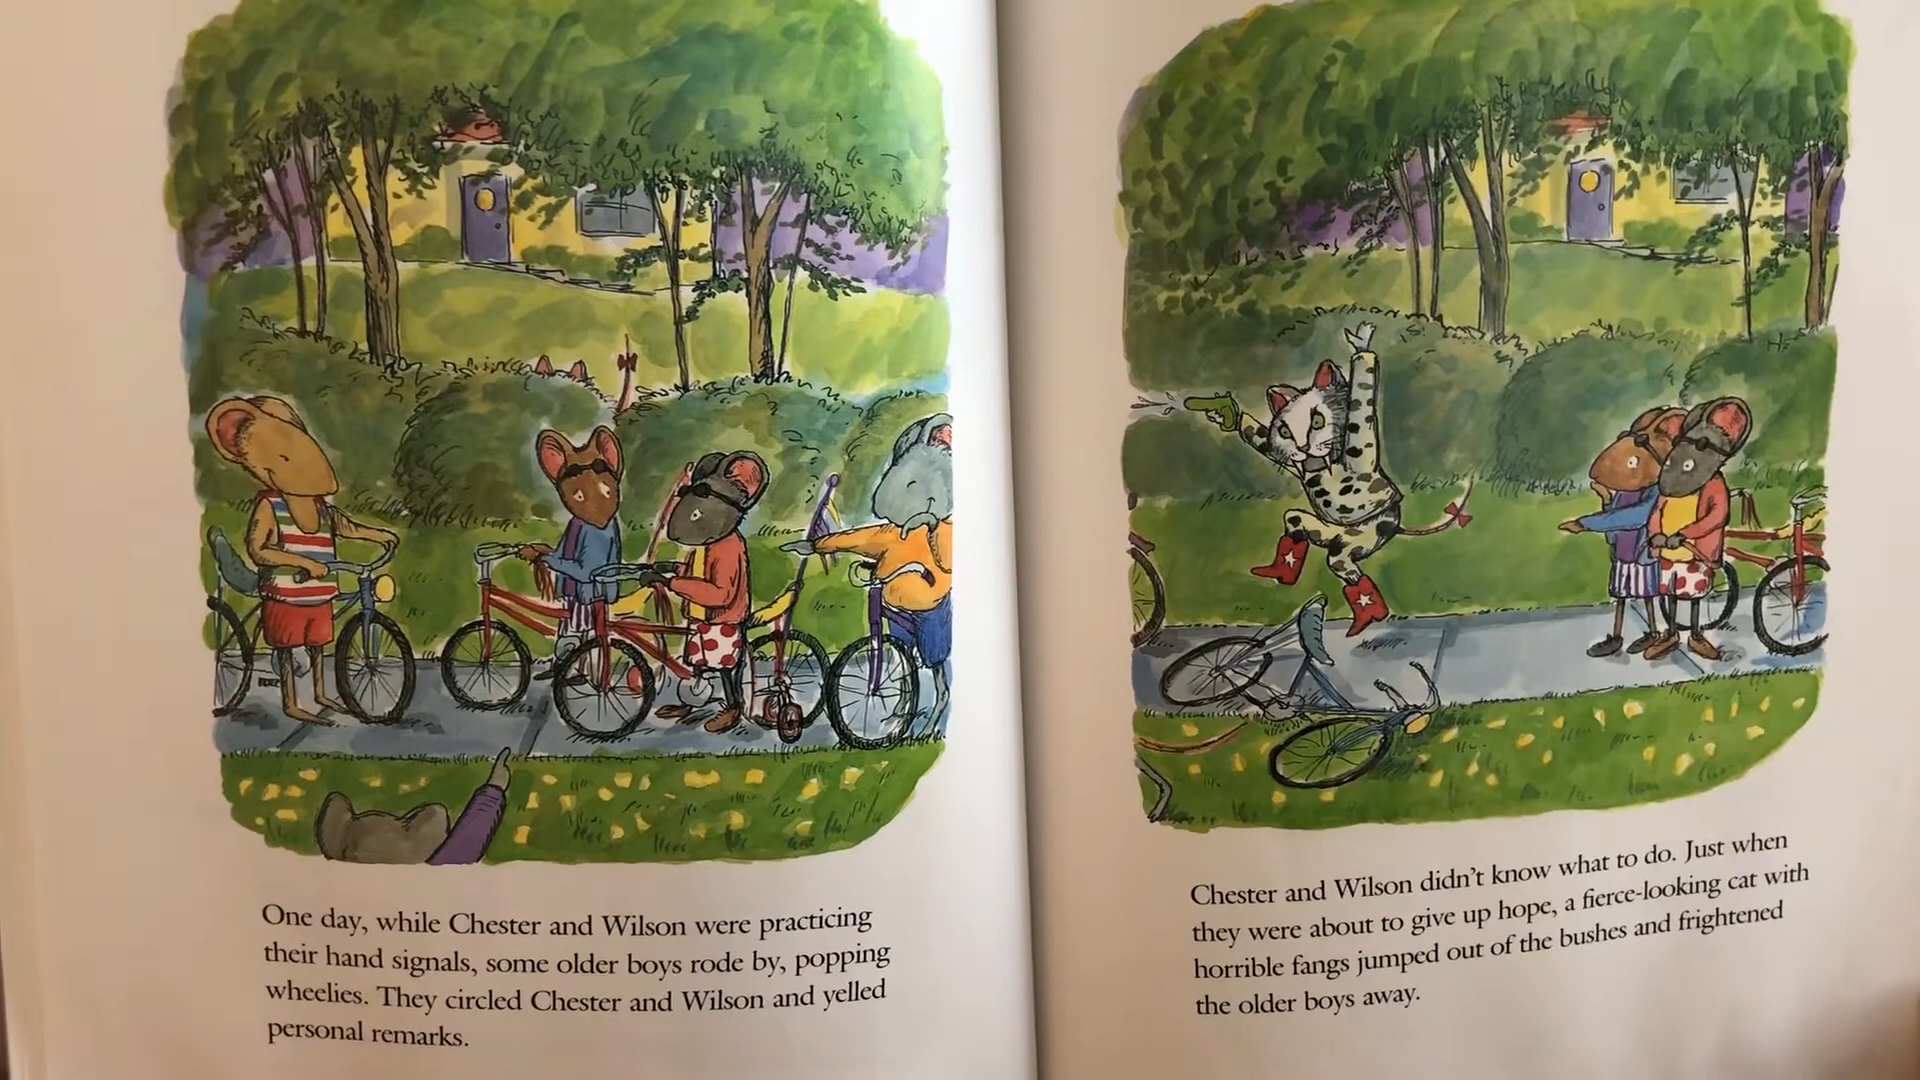 One day, while Chester and Wilson were practicing
their hand signals, some older boys rode by, popping
wheelies. They circled Chester and Wilson and yelled
personal remarks.
Chester and Wilson didn't know what to do. Just when
they were about to give up hope, a fierce-looking cat with
horrible fangs jumped out of the bushes and frightened
the older boys away.